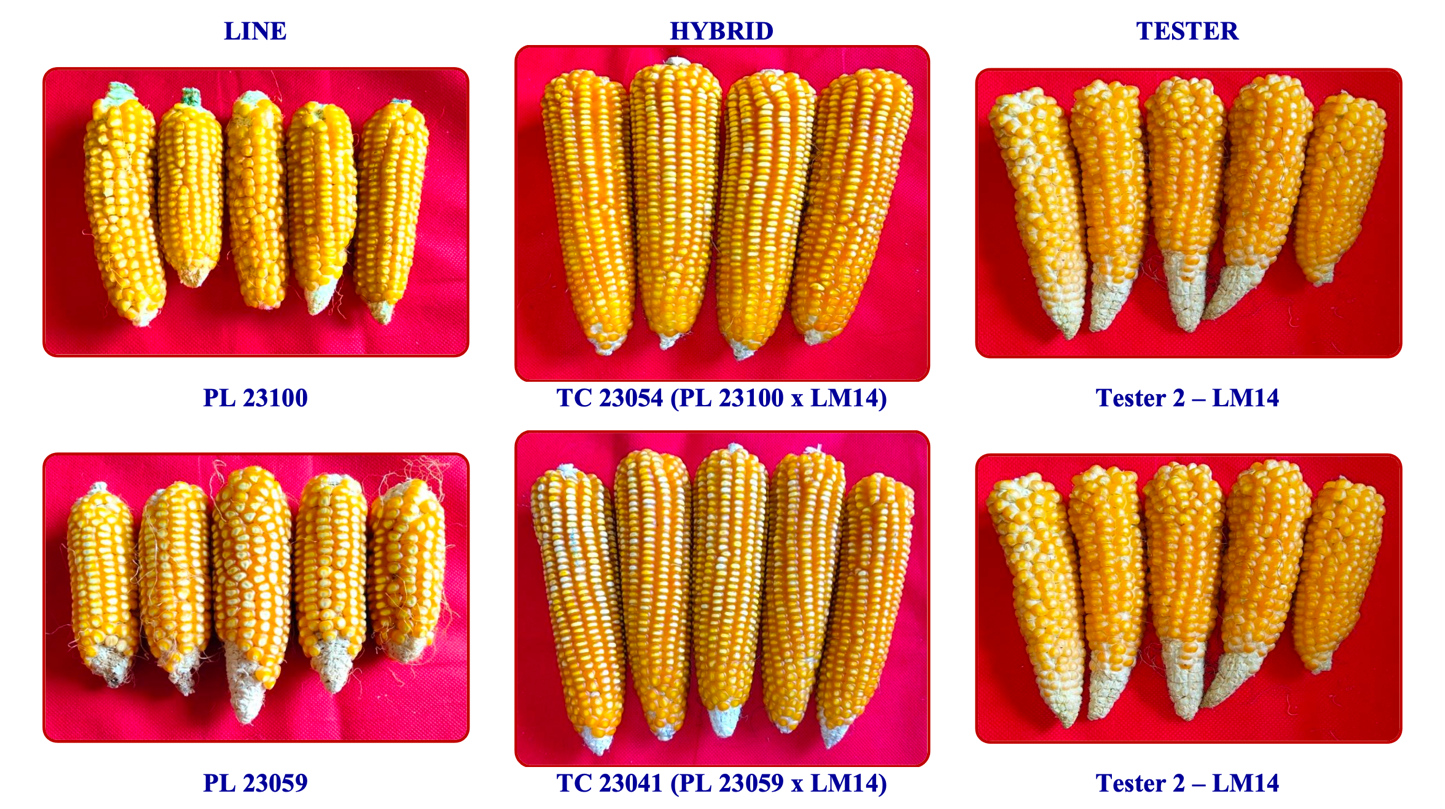 LINE
HYBRID
TESTER
PL 23100
TC 23054 (PL 23100 x LM14)
Tester 2 – LM14
PL 23059
TC 23041 (PL 23059 x LM14)
Tester 2 – LM14